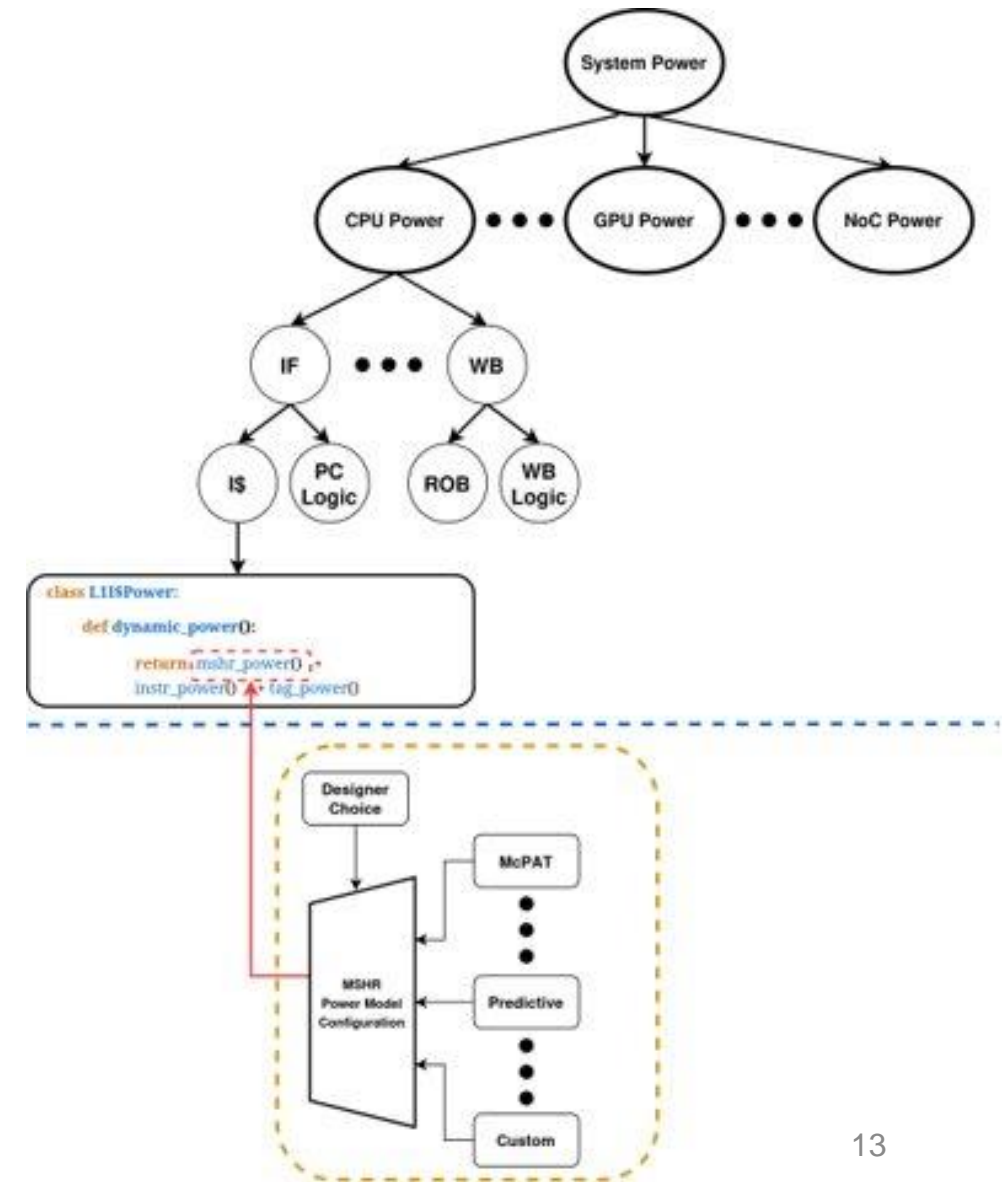 System Power
CPU Power
GPU Power
NoC Power
IF
WB
I$
PC
Logic
ROB
WB
Logic
class L1I$Power:
def dynamic_power():
return mshr_power() +
instr_power() + tag_power()
Designer
Choice
McPAT
MSHR
Power Model
Configuration
Predictive
Custom
13